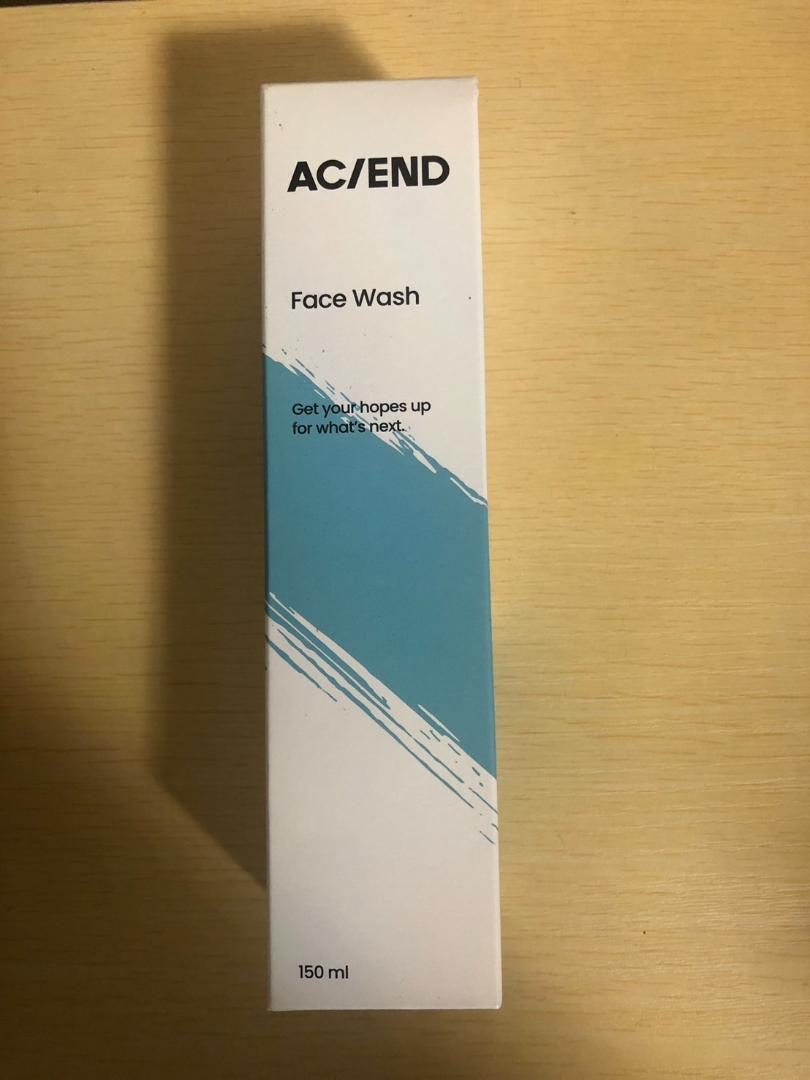 AC/END
Face Wash
Get your hopes up
for what's next.
150 ml